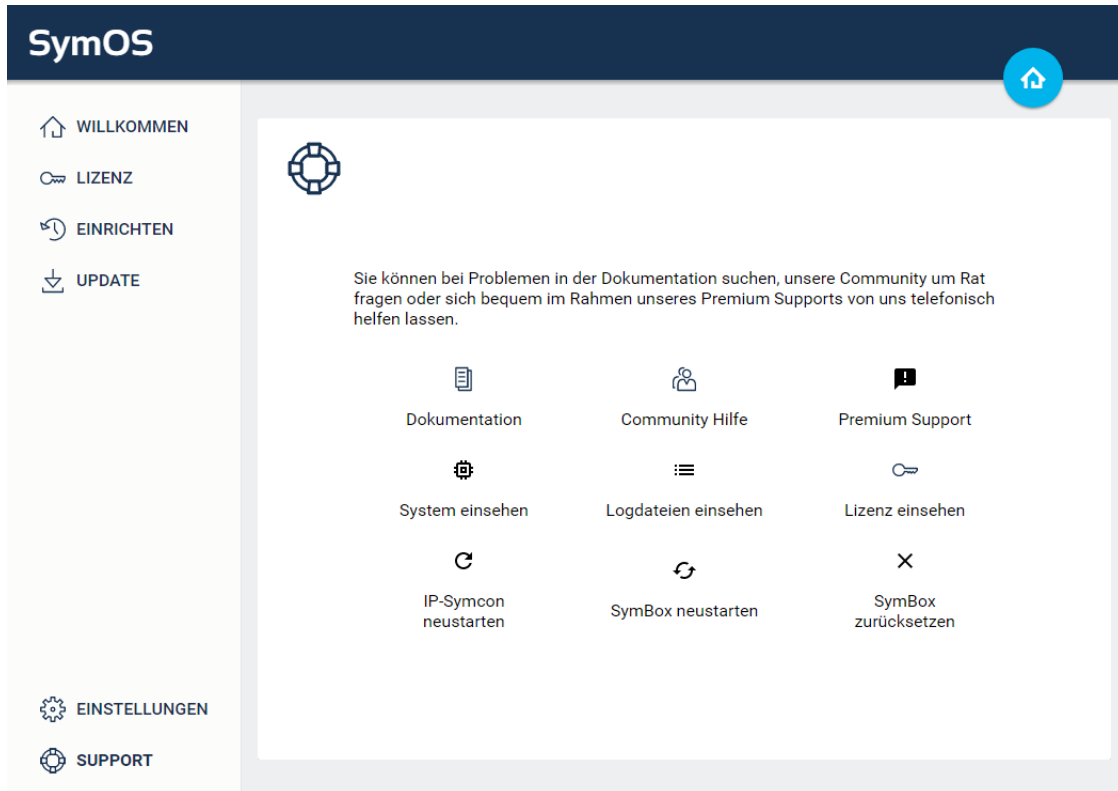 SymOS
WILLKOMMEN
LIZENZ
EINRICHTEN
UPDATE
Sie können bei Problemen in der Dokumentation suchen, unsere Community um Rat
fragen oder sich bequem im Rahmen unseres Premium Supports von uns telefonisch
helfen lassen.
Dokumentation
Community Hilfe
Premium Support
System einsehen
Logdateien einsehen
Lizenz einsehen
IP-Symcon
neustarten
SymBox neustarten
SymBox
zurücksetzen
EINSTELLUNGEN
SUPPORT